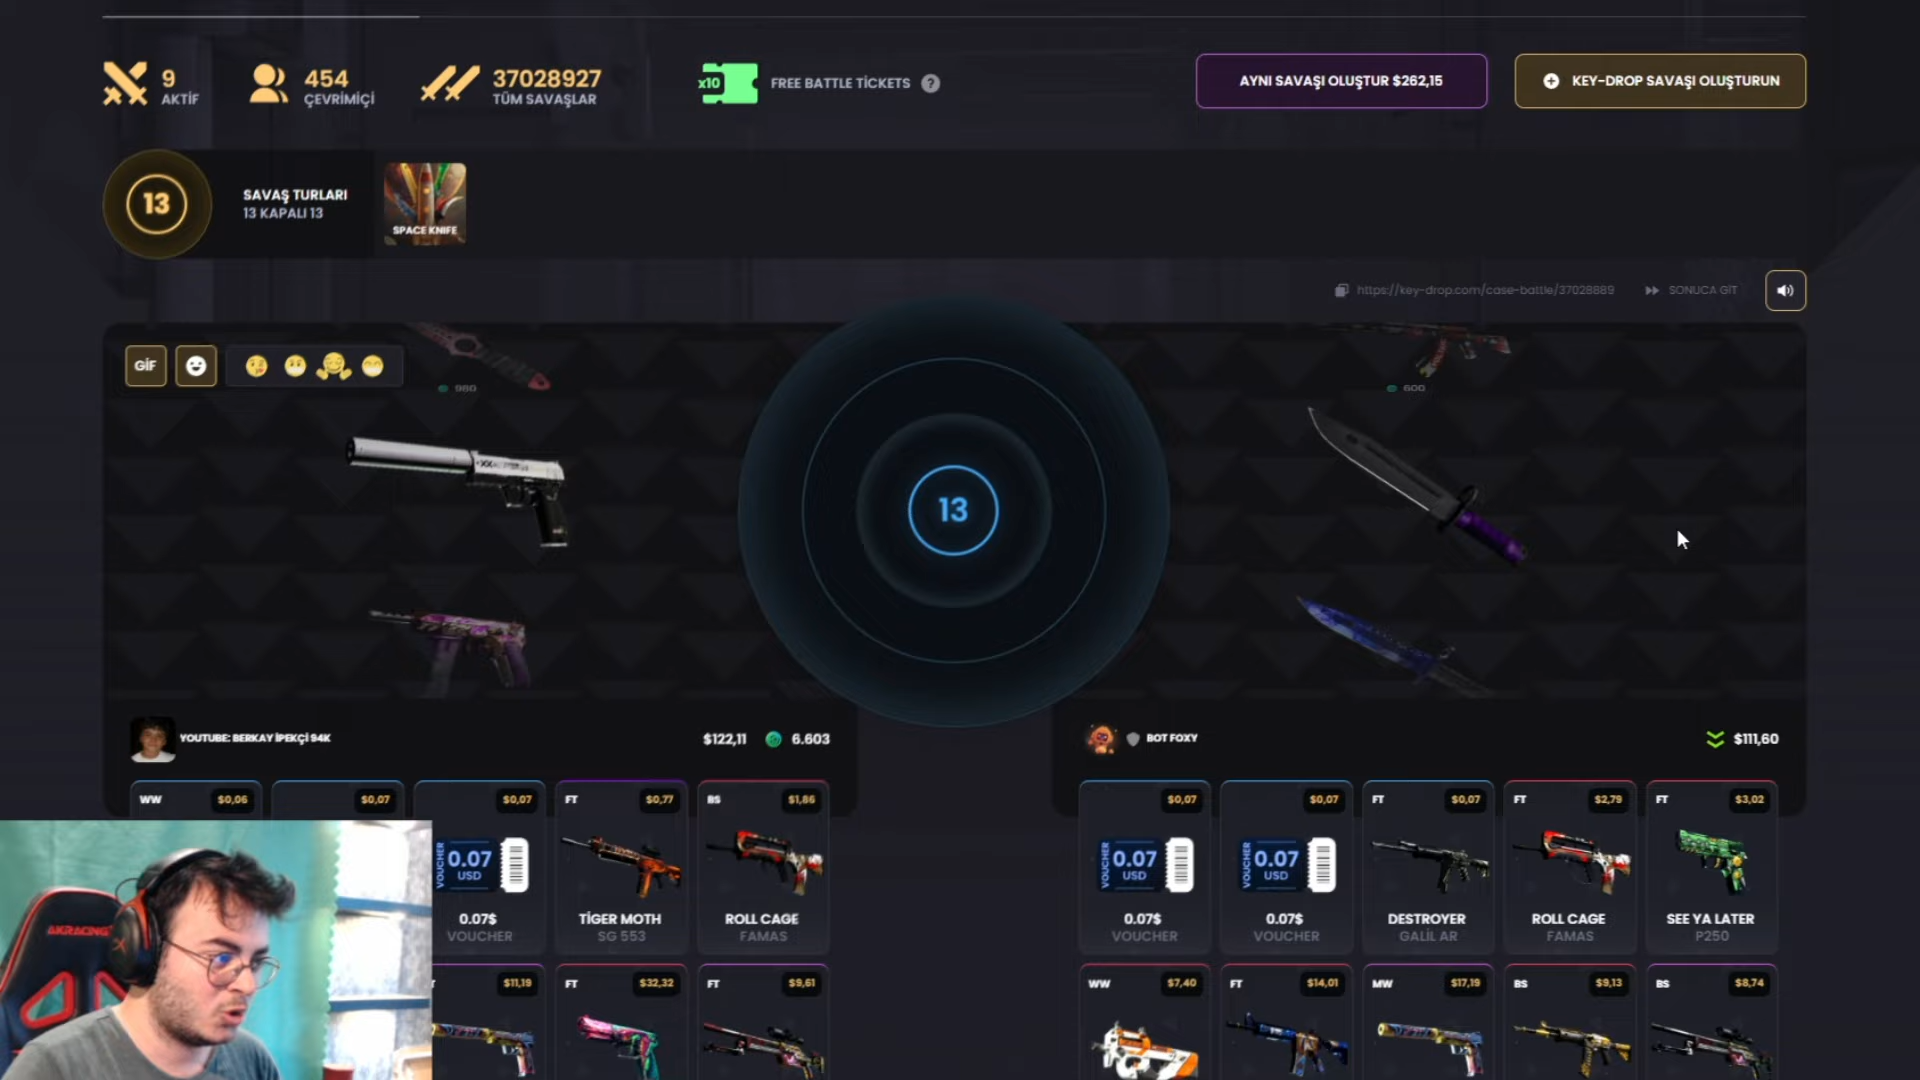 9
AKTİF
454
ÇEVRİMİÇİ
37028927
TÜM SAVAŞLAR
x10
FREE BATTLE TICKETS ?
AYNI SAVAŞI OLUŞTUR $262,15
KEY-DROP SAVAŞI OLUŞTURUN
13
SAVAŞ TURLARI
13 KAPALI 13
SPACE KNIFE
https://key-drop.com/case-battle/37028889
SONUCA GİT
GİF
980
600
13
YOUTUBE: BERKAY İPEKÇİ 94K
$122,11
6.603
BOT FOXY
$111,60
WW $0,06
$0,07
$0,07
FT $0,77
BS $1,86
$0,07
$0,07
FT $0,07
FT $2,79
FT $3,02
VOUCHER 0.07 USD
VOUCHER 0.07 USD
VOUCHER 0.07 USD
0.07$
VOUCHER
TİGER MOTH
SG 553
ROLL CAGE
FAMAS
0.07$
VOUCHER
0.07$
VOUCHER
DESTROYER
GALİL AR
ROLL CAGE
FAMAS
SEE YA LATER
P250
AKRACING
$11,19
FT $32,32
FT $9,61
WW $7,40
FT $14,01
MW $17,19
BS $9,13
BS $8,74